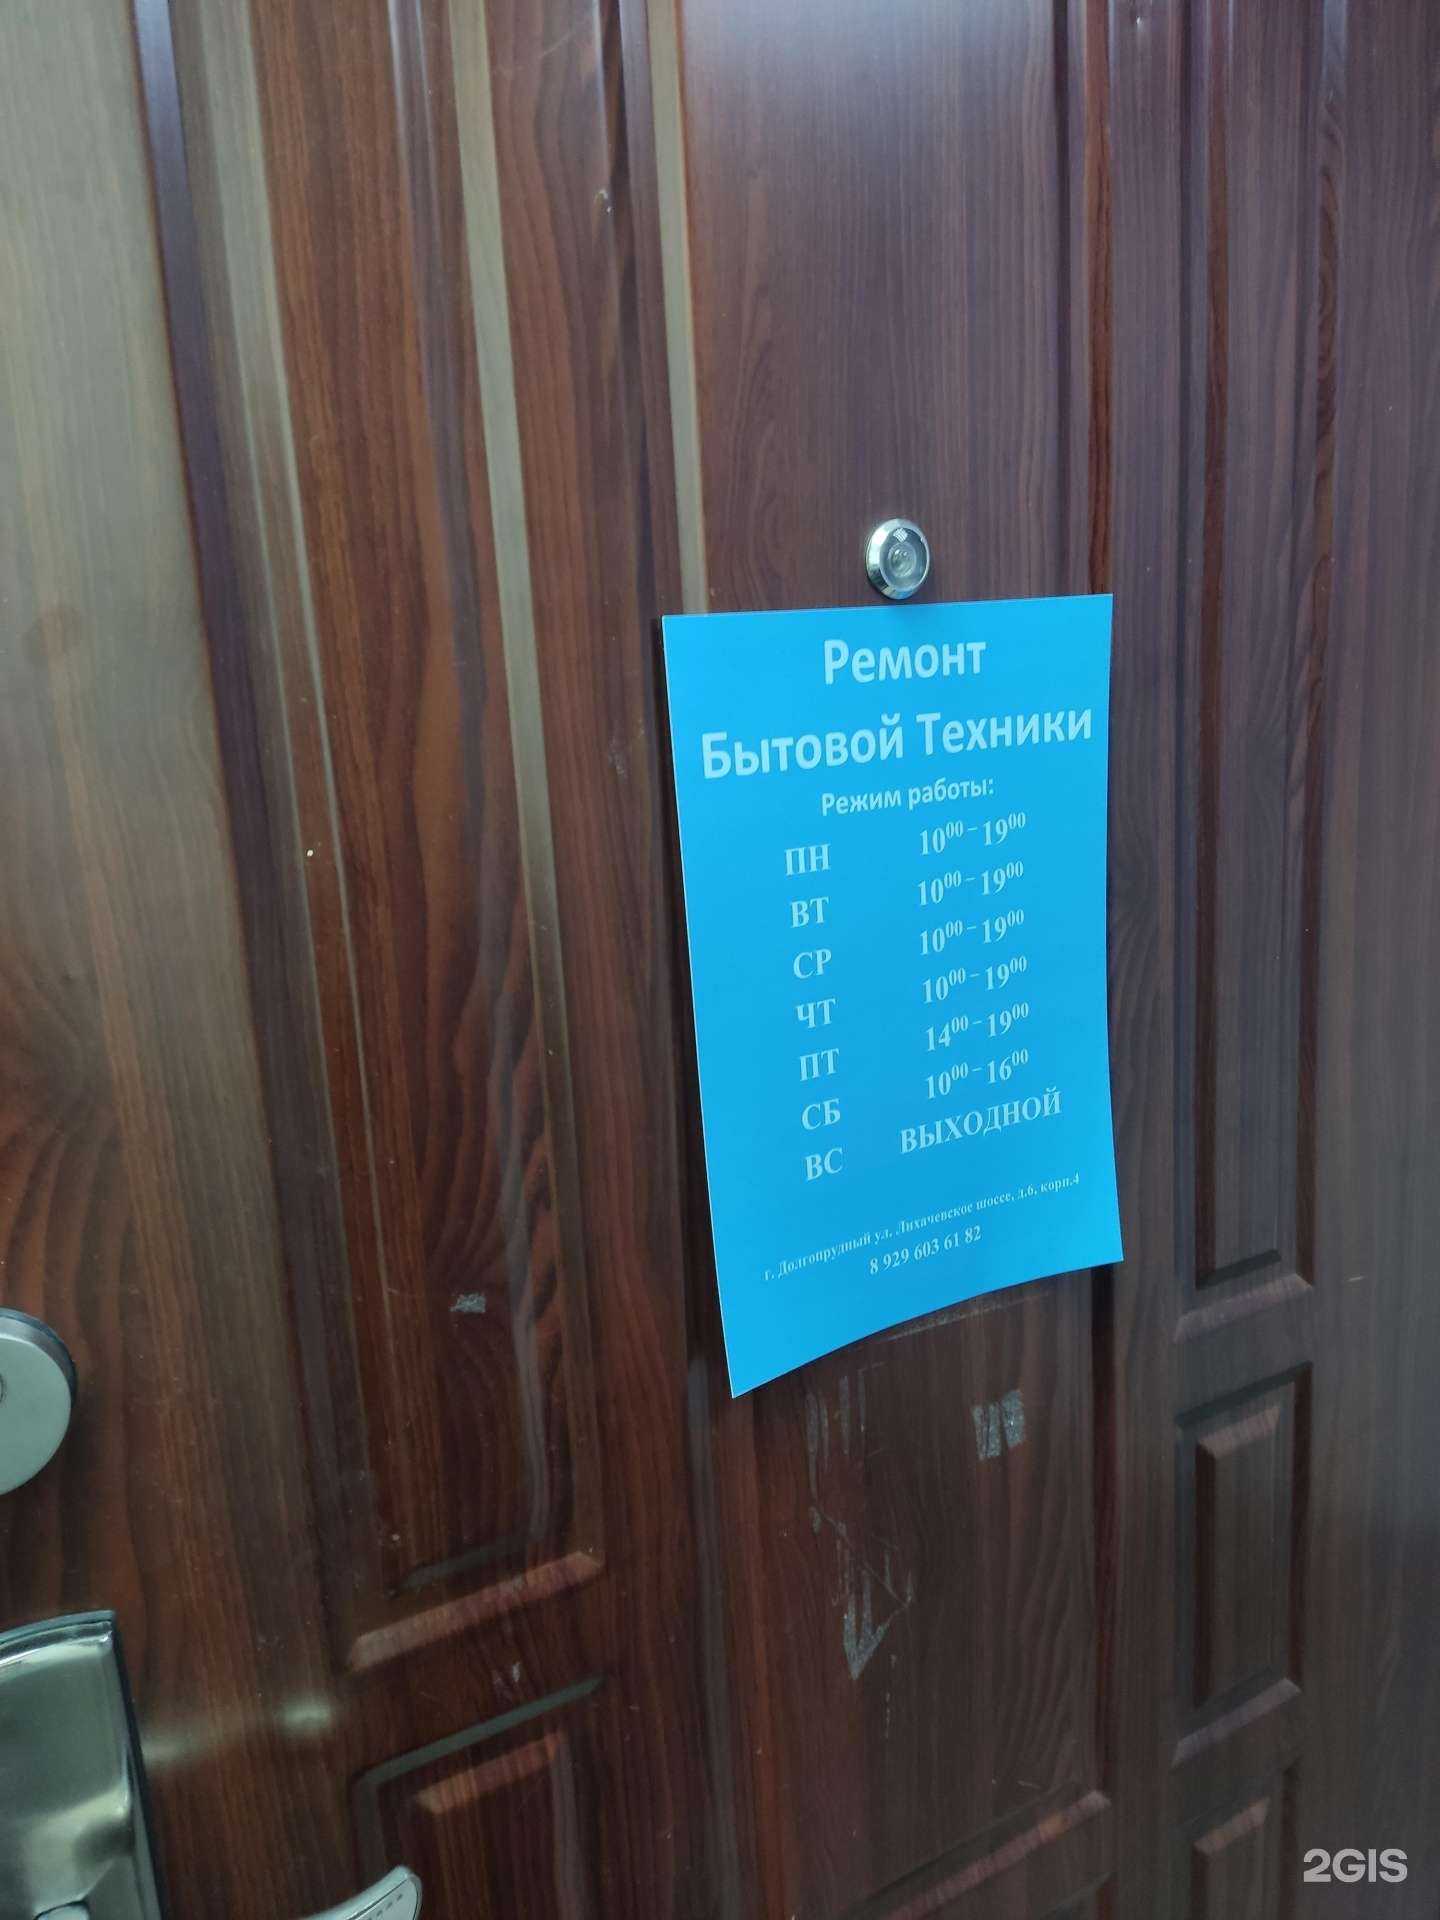 Ремонт
Бытовой Техники
Режим работы:
ПН 10⁰⁰ – 19⁰⁰
ВТ 10⁰⁰ – 19⁰⁰
СР 10⁰⁰ – 19⁰⁰
ЧТ 10⁰⁰ – 19⁰⁰
ПТ 14⁰⁰ – 19⁰⁰
СБ 10⁰⁰ – 16⁰⁰
ВС ВЫХОДНОЙ
г. Долгопрудный ул. Лихачевское шоссе, д.6, корп.4
8 929 603 61 82
2GIS